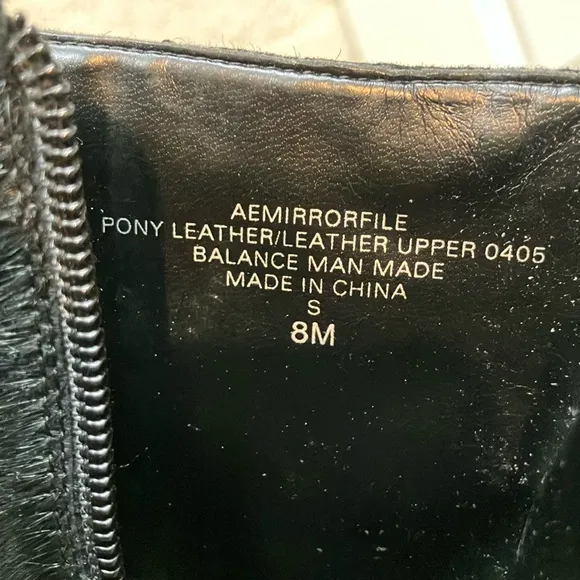 AEMIRRORFILE
PONY LEATHER/LEATHER UPPER 0405
BALANCE MAN MADE
MADE IN CHINA
S
8M